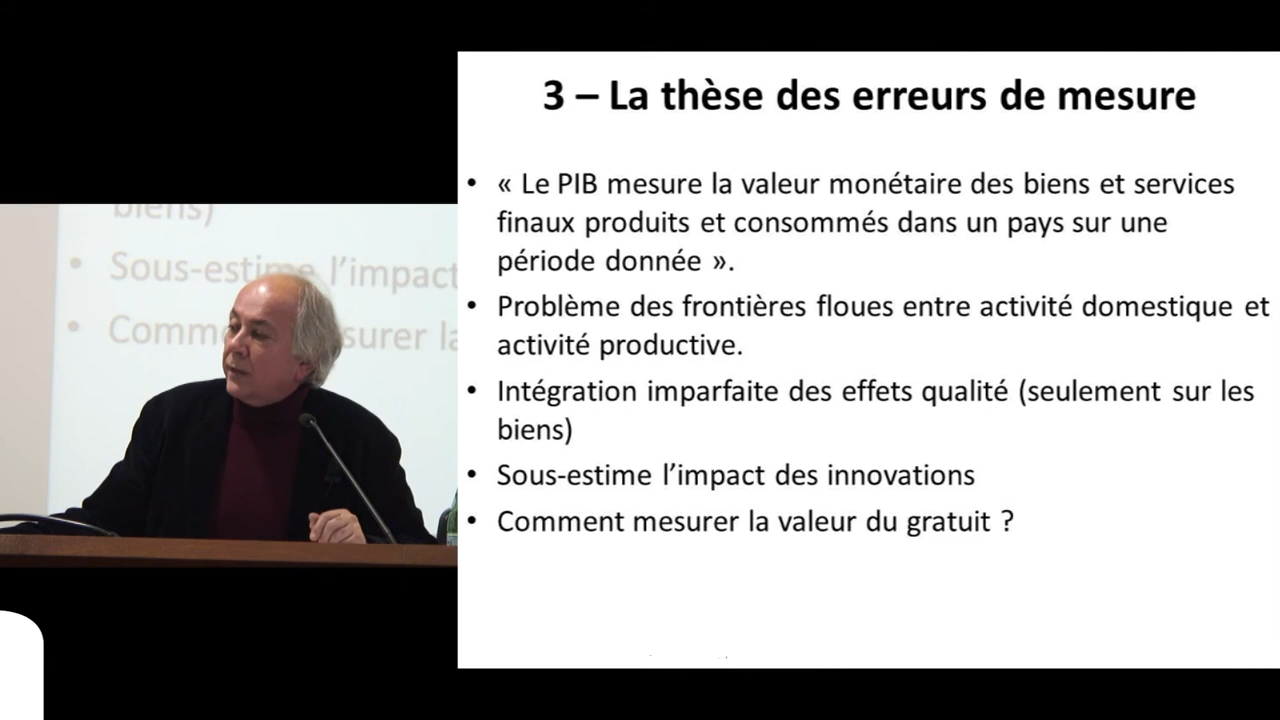 3 – La thèse des erreurs de mesure
• « Le PIB mesure la valeur monétaire des biens et services
finaux produits et consommés dans un pays sur une
période donnée ».
• Problème des frontières floues entre activité domestique et
activité productive.
• Intégration imparfaite des effets qualité (seulement sur les
biens)
• Sous-estime l’impact des innovations
• Comment mesurer la valeur du gratuit ?
biens)
• Sous-estime l’impact
• Comm surer la